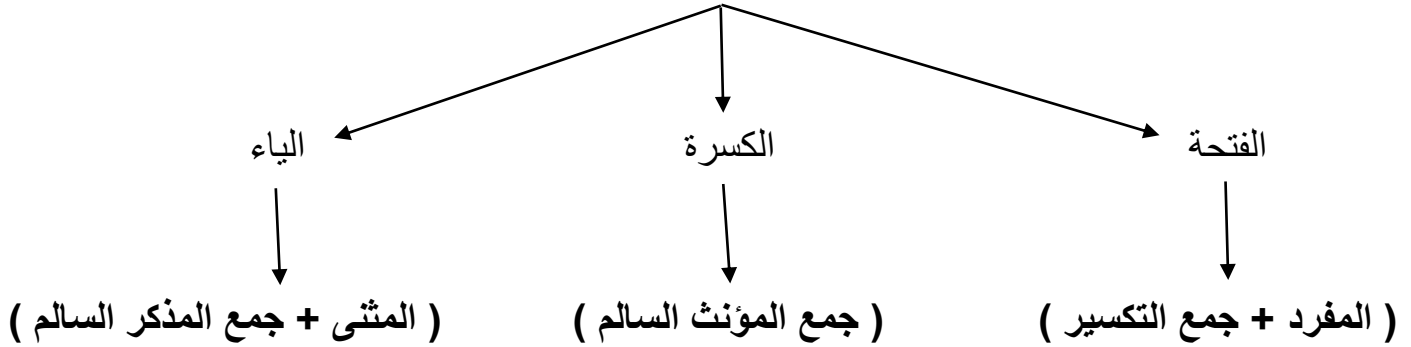 الفتحة الكسرة الياء
( المفرد + جمع التكسير ) ( جمع المؤنث السالم ) ( المثنى + جمع المذكر السالم )